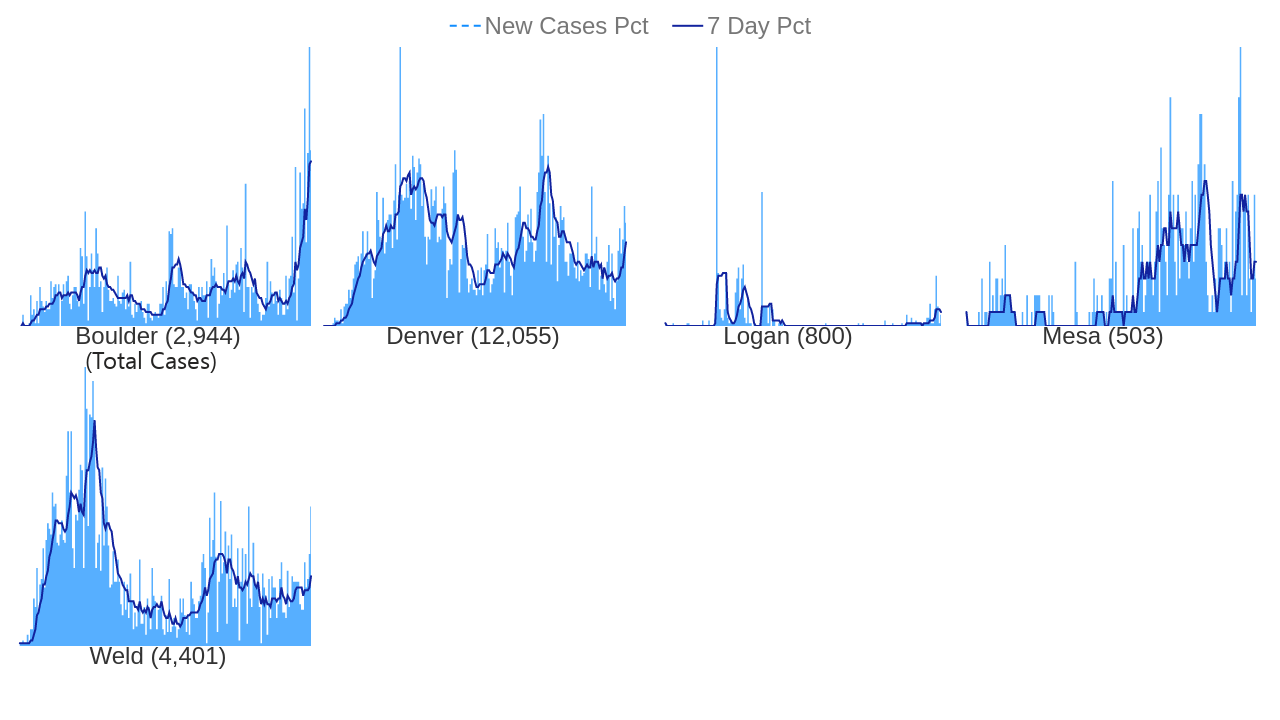 New Cases Pct 7 Day Pct
Boulder (2,944) Denver (12,055) Logan (800) Mesa (503)
(Total Cases)
Weld (4,401)